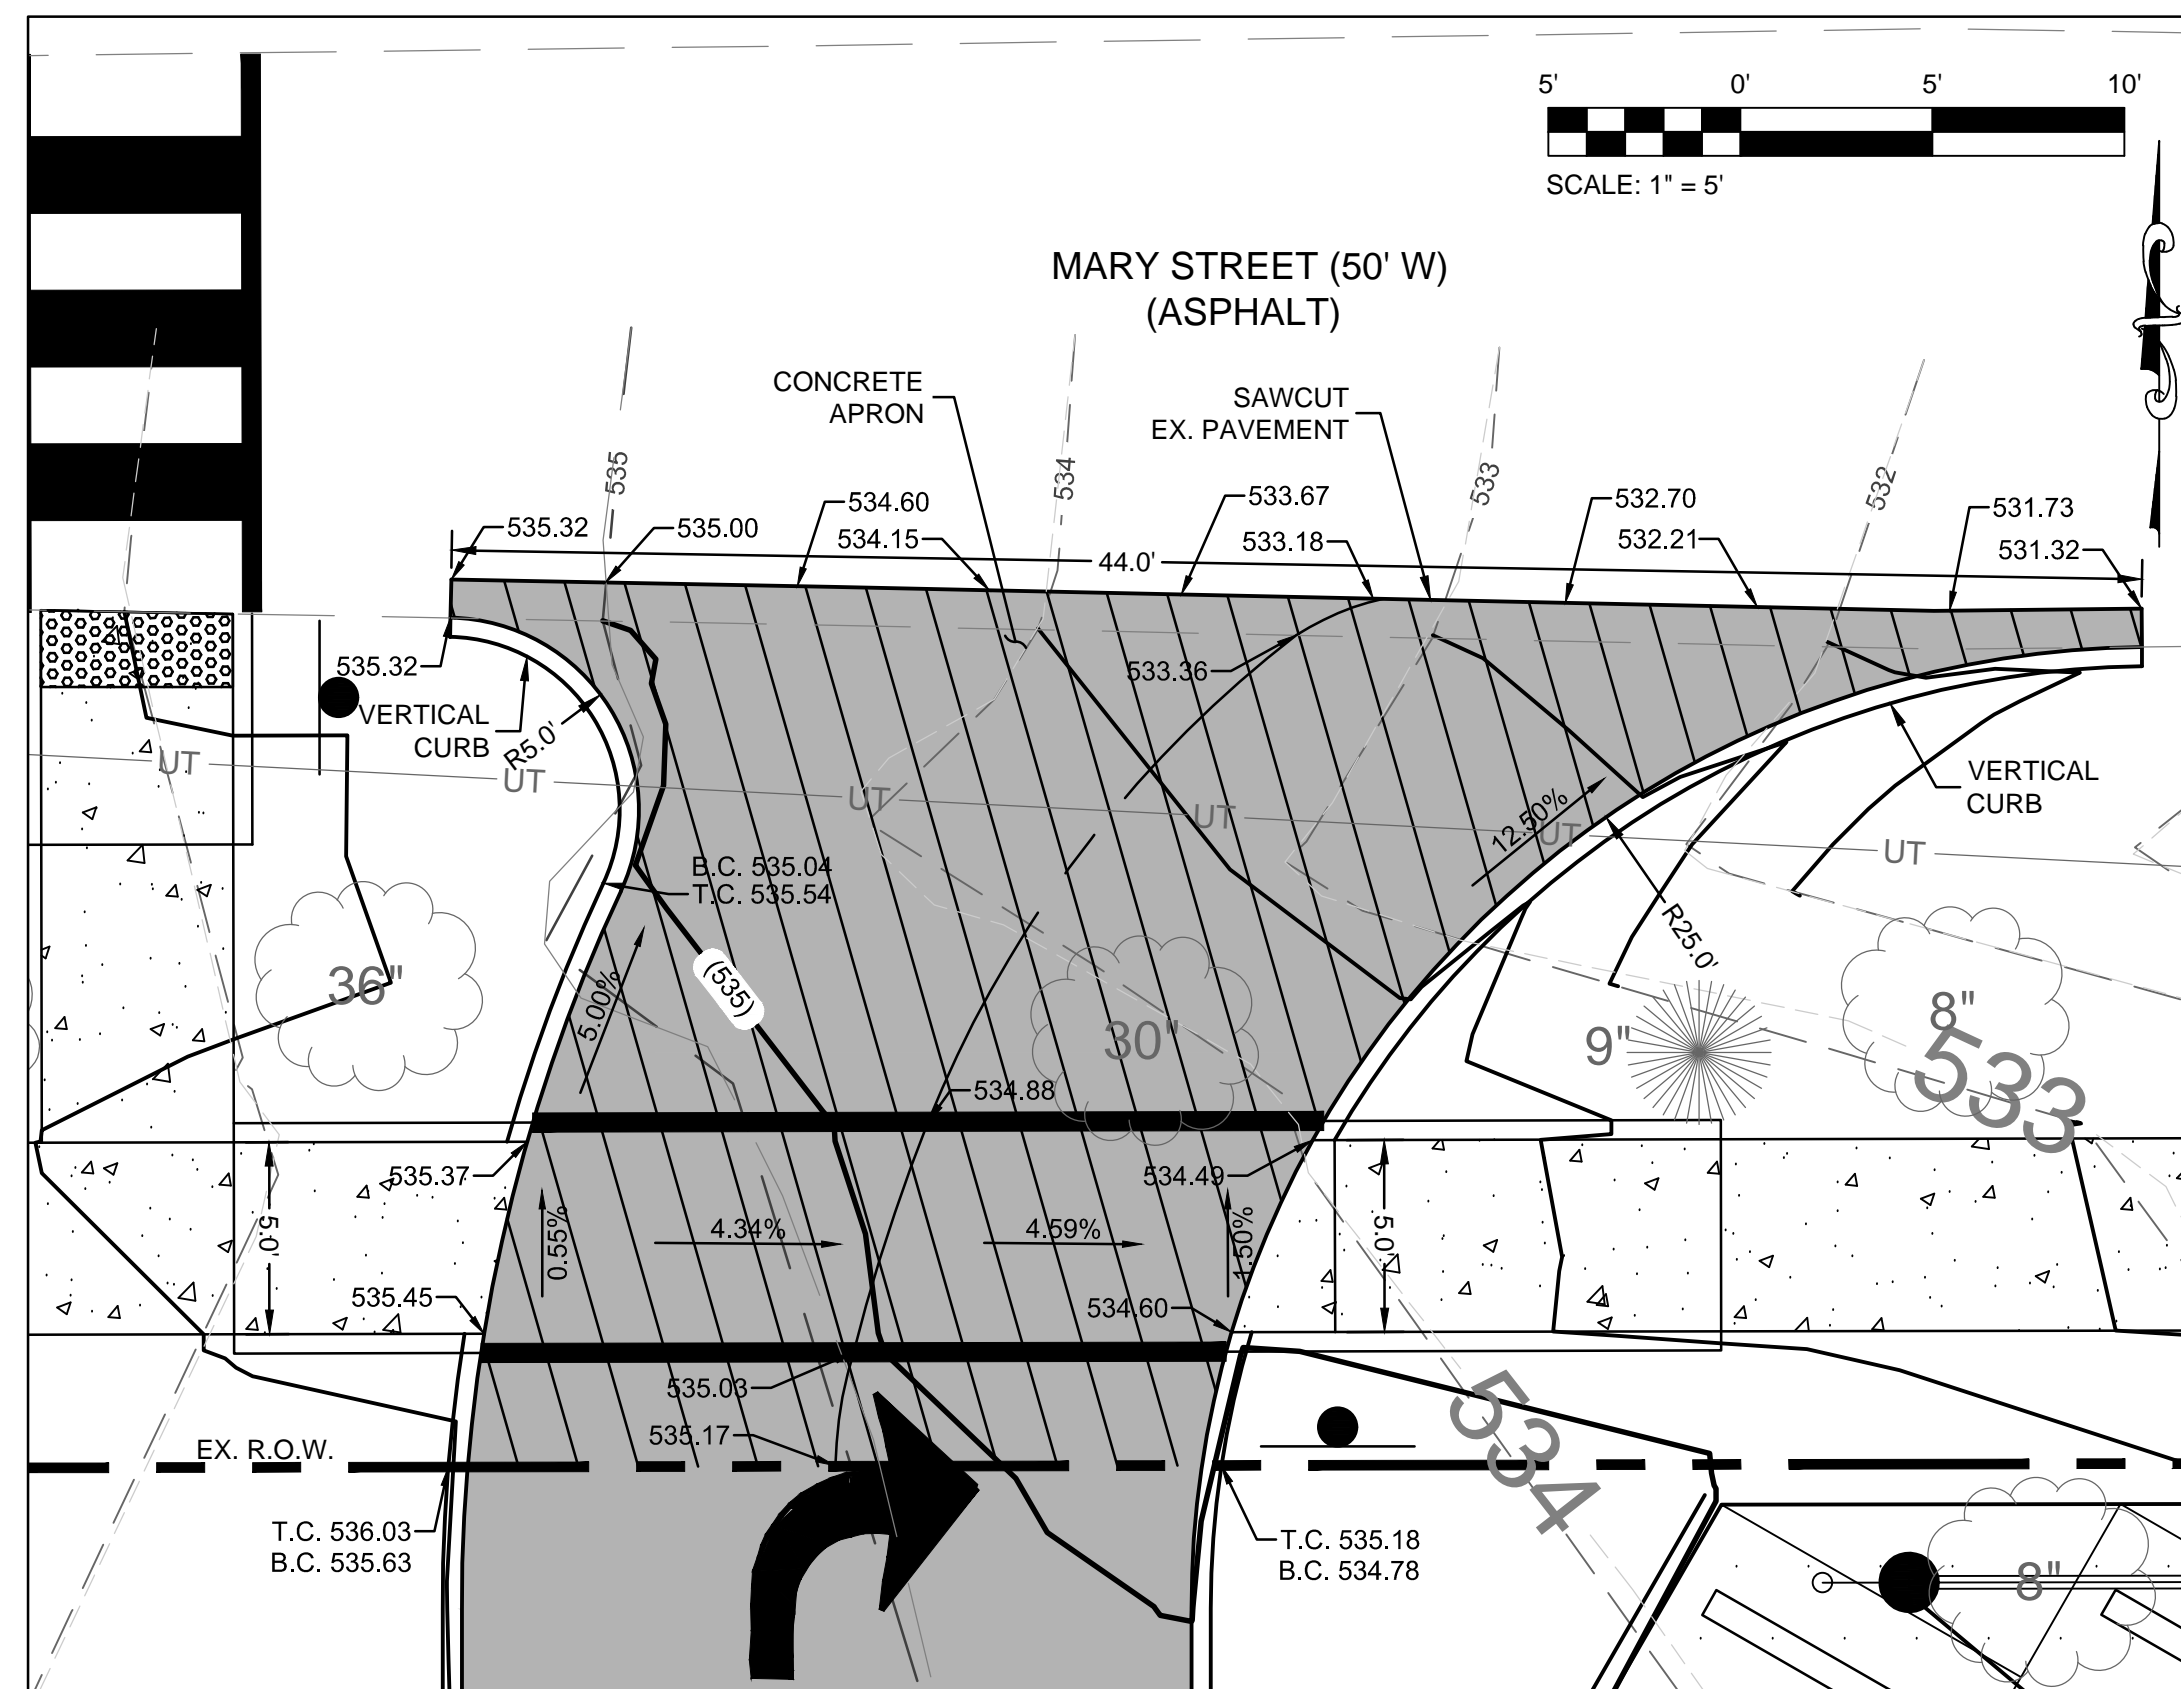 5' 0' 5' 10'
SCALE: 1" = 5'
MARY STREET (50' W)
(ASPHALT)
CONCRETE
APRON
SAWCUT
EX. PAVEMENT
535
534
533
532
535.32
535.00
534.60
534.15
533.67
533.18
532.70
532.21
531.73
531.32
44.0'
535.32
533.36
VERTICAL
CURB
R5.0'
UT
UT
UT
UT
UT
UT
VERTICAL
CURB
12.50%
B.C. 535.04
T.C. 535.54
R25.0'
36"
(535)
5.00%
30"
9"
8"
533
534.88
535.37
534.49
5.0'
0.55%
4.34%
4.59%
1.50%
5.0'
535.45
534.60
535.03
535.17
534
EX. R.O.W.
T.C. 536.03
B.C. 535.63
T.C. 535.18
B.C. 534.78
8"